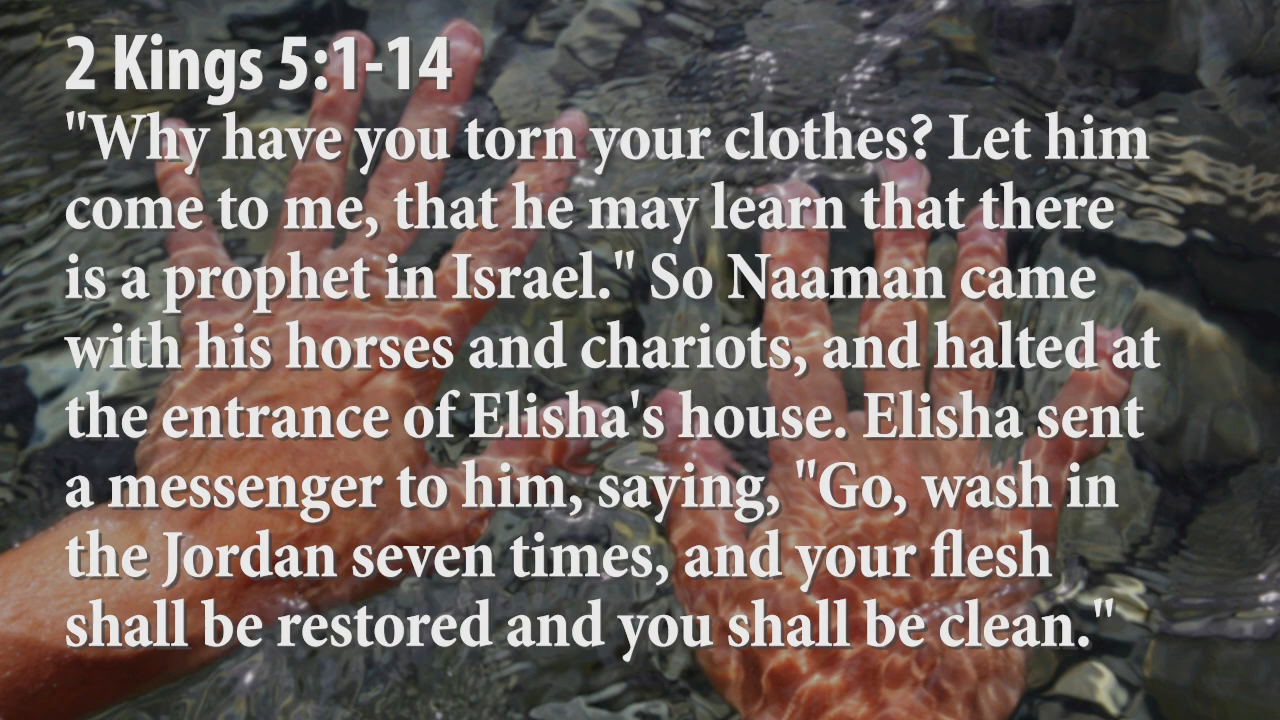 2 Kings 5:1-14
"Why have you torn your clothes? Let him
come to me, that he may learn that there
is a prophet in Israel." So Naaman came
with his horses and chariots, and halted at
the entrance of Elisha's house. Elisha sent
a messenger to him, saying, "Go, wash in
the Jordan seven times, and your flesh
shall be restored and you shall be clean."